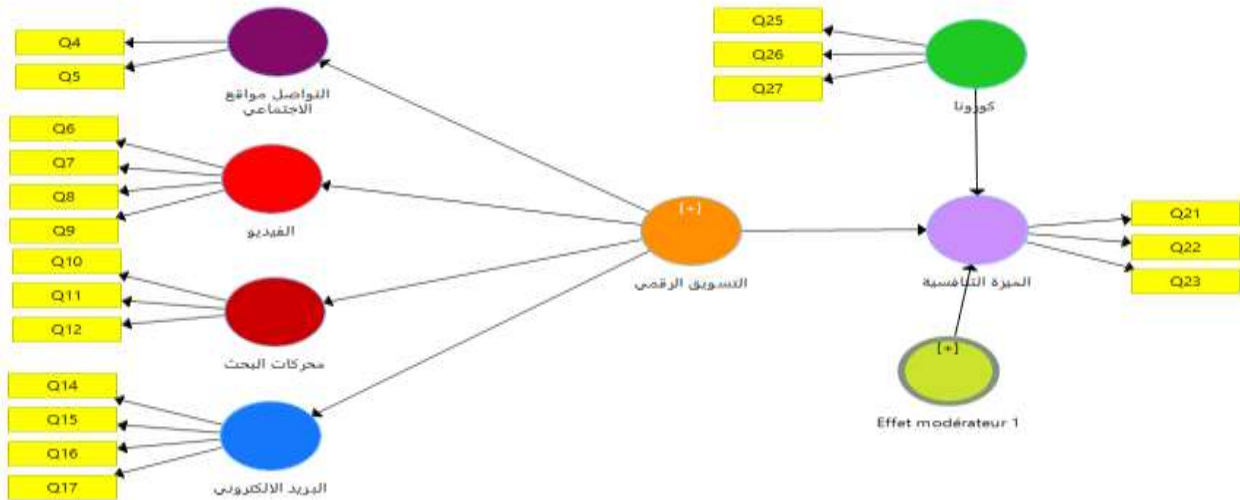 Q4
Q5
التواصل مواقع
الاجتماعي
Q6
Q7
Q8
Q9
الفيديو
Q10
Q11
Q12
محركات البحث
Q14
Q15
Q16
Q17
البريد الالكتروني
[+]
التسويق الرقمي
Q25
Q26
Q27
كورونا
Q21
Q22
Q23
الميزة التنافسية
[+]
Effet modérateur 1